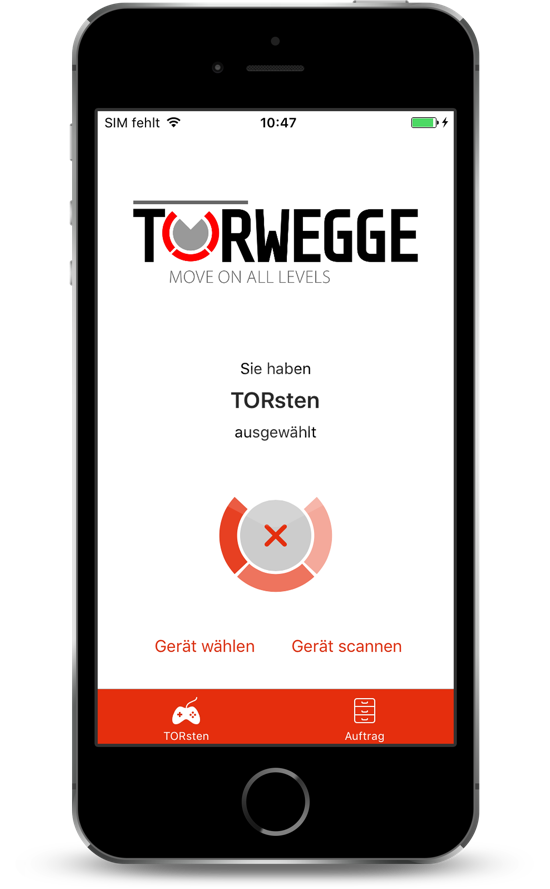 SIM fehlt 10:47
TORWEGGE
MOVE ON ALL LEVELS
Sie haben
TORsten
ausgewählt
Gerät wählen Gerät scannen
TORsten Auftrag